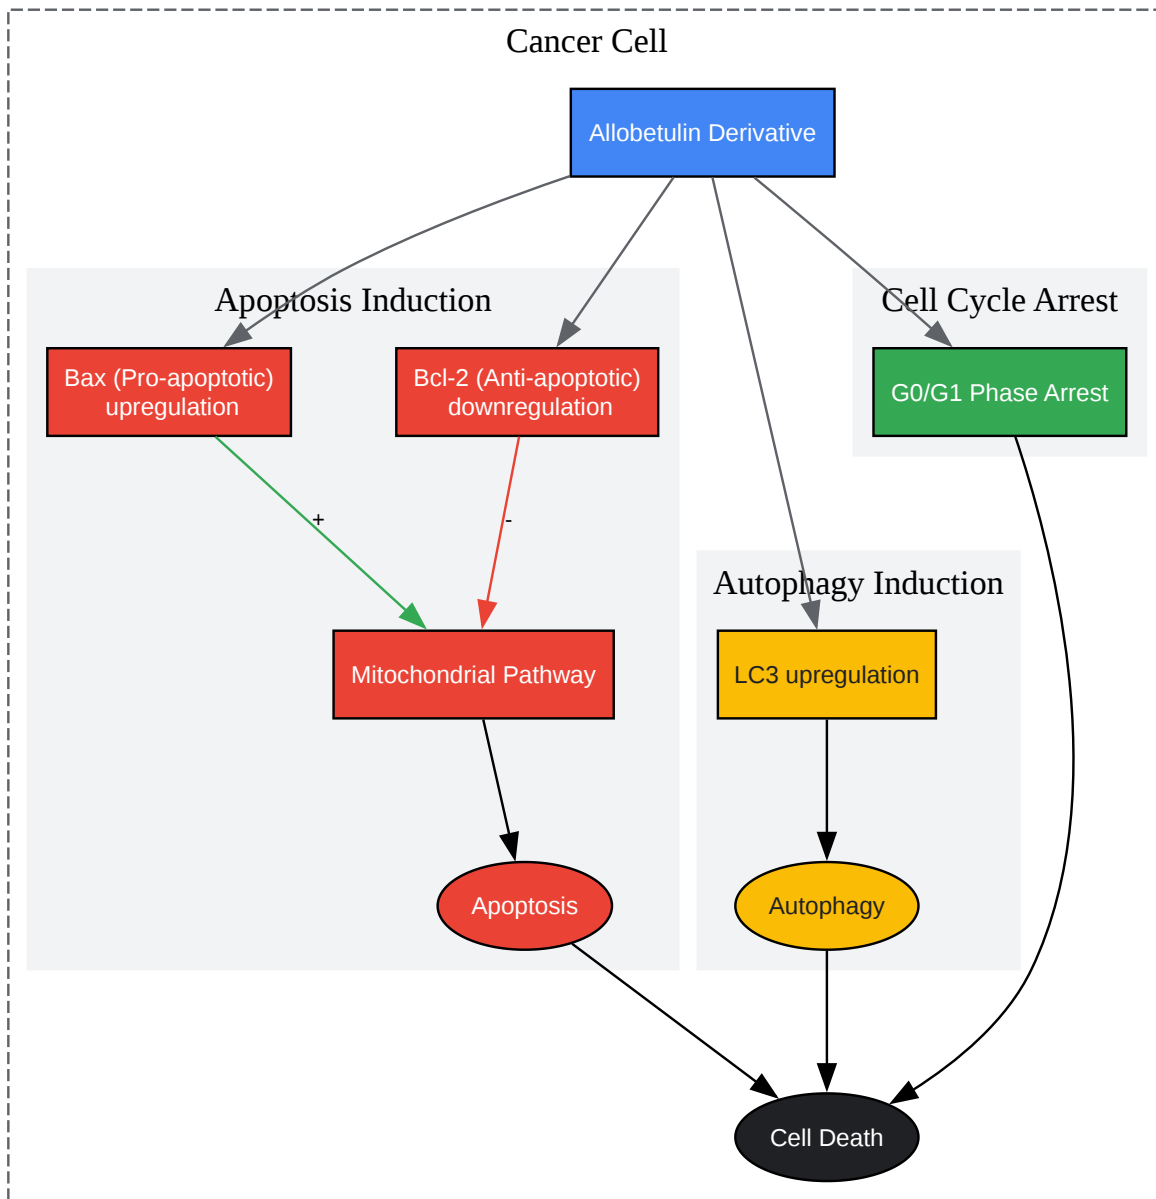 Cancer Cell
Allobetulin Derivative
Apoptosis Induction
Cell Cycle Arrest
Bax (Pro-apoptotic)
upregulation
Bcl-2 (Anti-apoptotic)
downregulation
G0/G1 Phase Arrest
+
-
Autophagy Induction
Mitochondrial Pathway
LC3 upregulation
Apoptosis
Autophagy
Cell Death